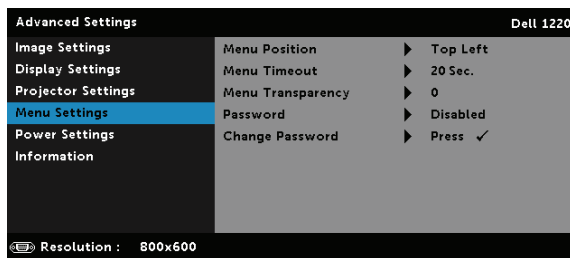 Advanced Settings Dell 1220
Image Settings
Display Settings
Projector Settings
Menu Settings
Power Settings
Information
Menu Position Top Left
Menu Timeout 20 Sec.
Menu Transparency 0
Password Disabled
Change Password Press ✓
Resolution : 800x600